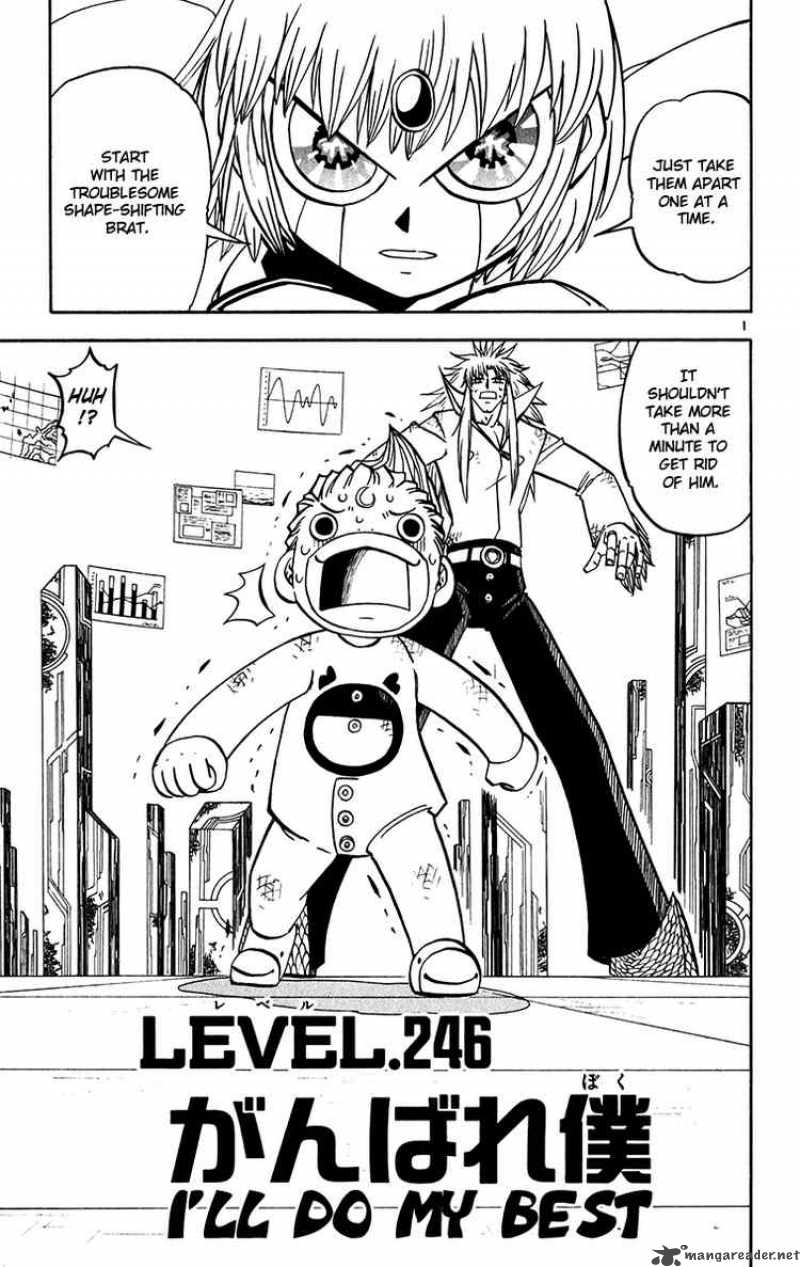 JUST TAKE
THEM APART
ONE AT A
TIME.
START
WITH THE
TROUBLESOME
SHAPE-SHIFTING
BRAT.
1
IT
SHOULDN'T
TAKE MORE
THAN A
MINUTE TO
GET RID
OF HIM.
HUH
!?
レベル
LEVEL.246
ぼく
がんばれ僕
I'LL DO MY BEST
mangareader.net